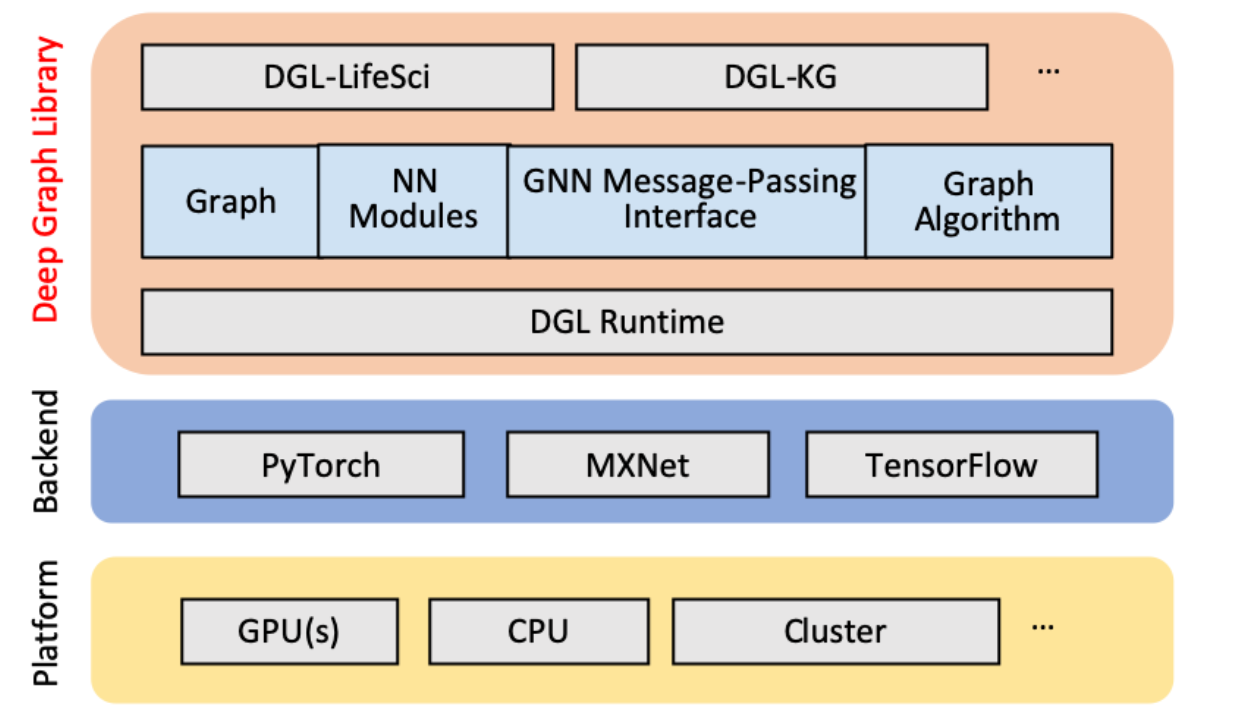 Deep Graph Library
DGL-LifeSci
DGL-KG
...
Graph
NN
Modules
GNN Message-Passing
Interface
Graph
Algorithm
DGL Runtime
Backend
PyTorch
MXNet
TensorFlow
Platform
GPU(s)
CPU
Cluster
...